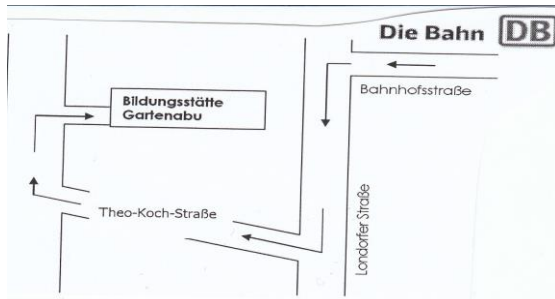 Die Bahn DB
Bahnhofsstraße
Bildungsstätte
Gartenabu
Theo-Koch-Straße
Londorfer Straße